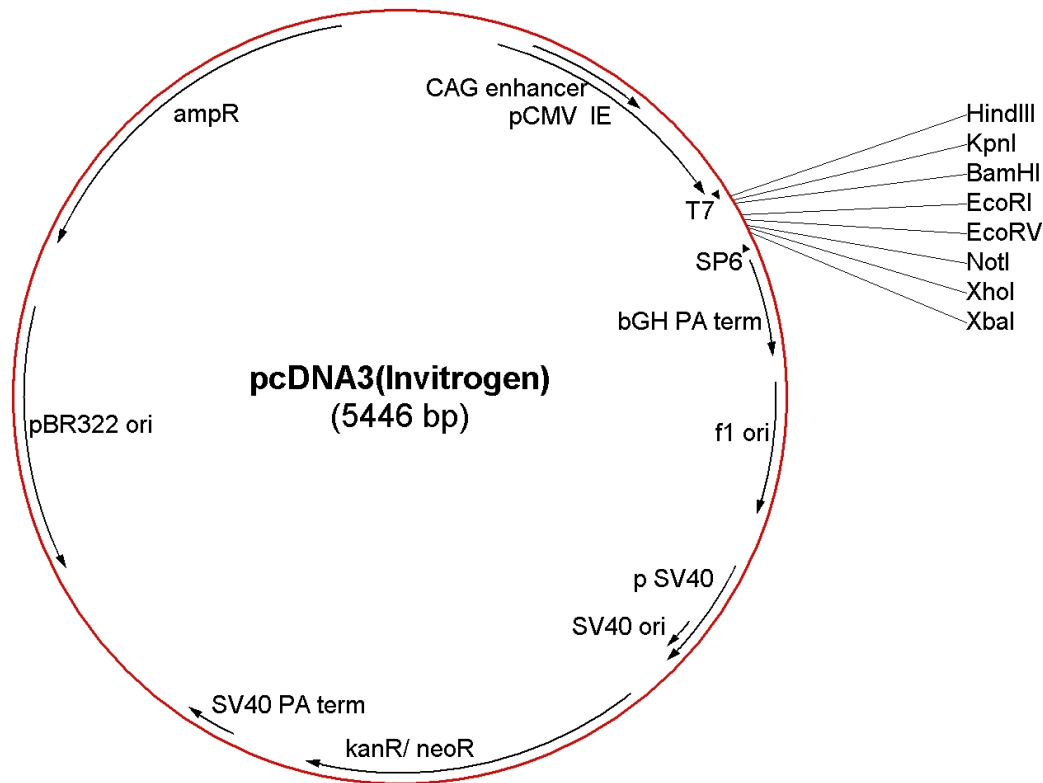 CAG enhancer
pCMV IE
ampR
HindIII
KpnI
BamHI
EcoRI
EcoRV
NotI
XhoI
XbaI
T7
SP6
bGH PA term
pcDNA3(Invitrogen)
(5446 bp)
pBR322 ori
f1 ori
p SV40
SV40 ori
SV40 PA term
kanR/ neoR